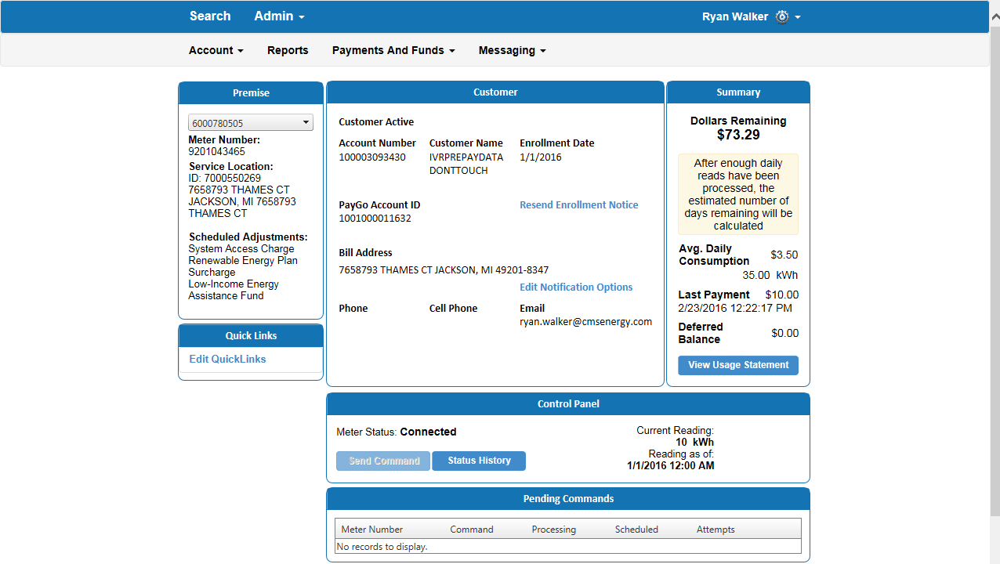 Search Admin Ryan Walker
Account Reports Payments And Funds Messaging
Premise
6000780505
Meter Number:
9201043465
Service Location:
ID: 7000550269
7658793 THAMES CT
JACKSON, MI 7658793
THAMES CT
Scheduled Adjustments:
System Access Charge
Renewable Energy Plan
Surcharge
Low-Income Energy
Assistance Fund
Quick Links
Edit QuickLinks
Customer
Customer Active
Account Number Customer Name Enrollment Date
100003093430 IVRPREPAYDATA 1/1/2016
DONTTOUCH
PayGo Account ID Resend Enrollment Notice
1001000011632
Bill Address
7658793 THAMES CT JACKSON, MI 49201-8347
Edit Notification Options
Phone Cell Phone Email
ryan.walker@cmsenergy.com
Summary
Dollars Remaining
$73.29
After enough daily
reads have been
processed, the
estimated number of
days remaining will be
calculated
Avg. Daily
Consumption $3.50
35.00 kWh
Last Payment $10.00
2/23/2016 12:22:17 PM
Deferred
Balance $0.00
View Usage Statement
Control Panel
Meter Status: Connected
Send Command Status History
Current Reading:
10 kWh
Reading as of:
1/1/2016 12:00 AM
Pending Commands
Meter Number Command Processing Scheduled Attempts
No records to display.